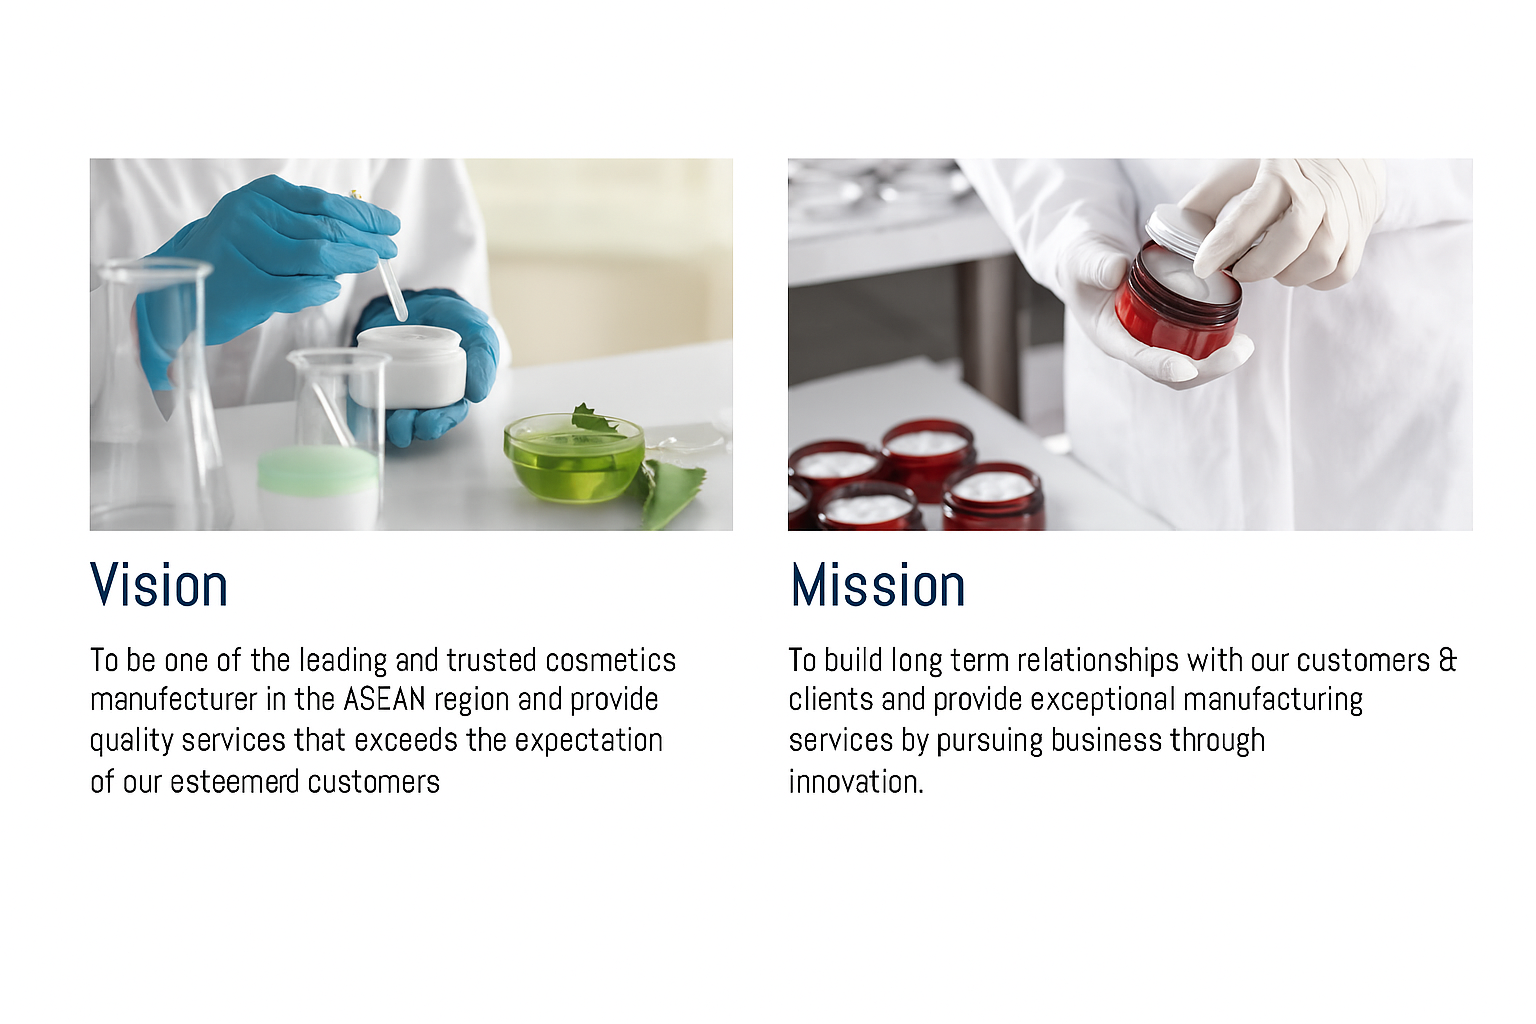 Vision
To be one of the leading and trusted cosmetics
manufecturer in the ASEAN region and provide
quality services that exceeds the expectation
of our esteemerd customers
Mission
To build long term relationships with our customers &
clients and provide exceptional manufacturing
services by pursuing business through
innovation.